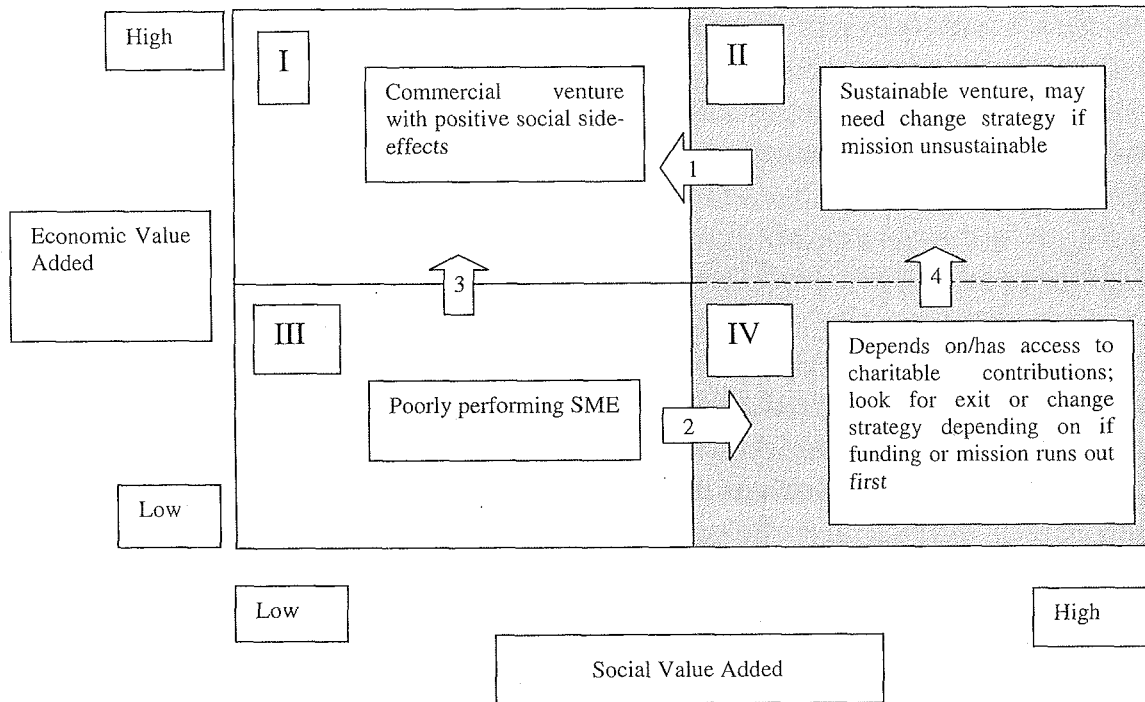 High
I
II
Commercial venture
with positive social side-
effects
Sustainable venture, may
need change strategy if
mission unsustainable
1
Economic Value
Added
3
4
III
IV
Poorly performing SME
2
Depends on/has access to
charitable contributions;
look for exit or change
strategy depending on if
funding or mission runs out
first
Low
Low
High
Social Value Added